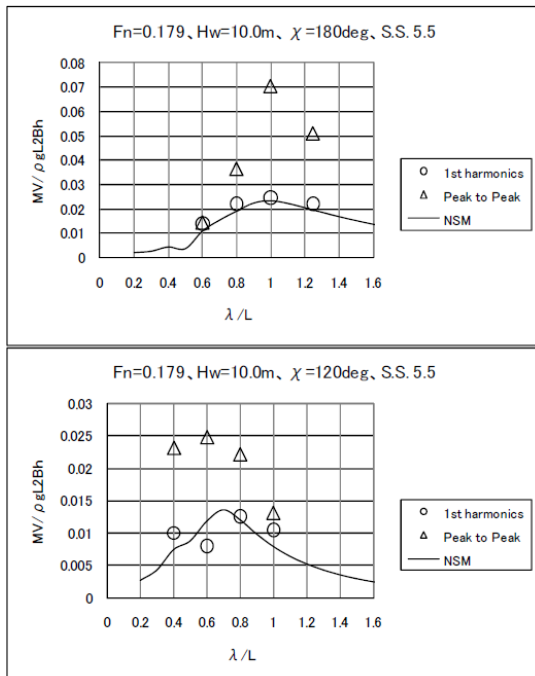 Fn=0.179、Hw=10.0m、χ=180deg、S.S. 5.5
MV/ρgL2Bh
0.08
0.07
0.06
0.05
0.04
0.03
0.02
0.01
0
0 0.2 0.4 0.6 0.8 1 1.2 1.4 1.6
λ/L
1st harmonics
Peak to Peak
NSM
Fn=0.179、Hw=10.0m、χ=120deg、S.S. 5.5
MV/ρgL2Bh
0.03
0.025
0.02
0.015
0.01
0.005
0
0 0.2 0.4 0.6 0.8 1 1.2 1.4 1.6
λ/L
1st harmonics
Peak to Peak
NSM